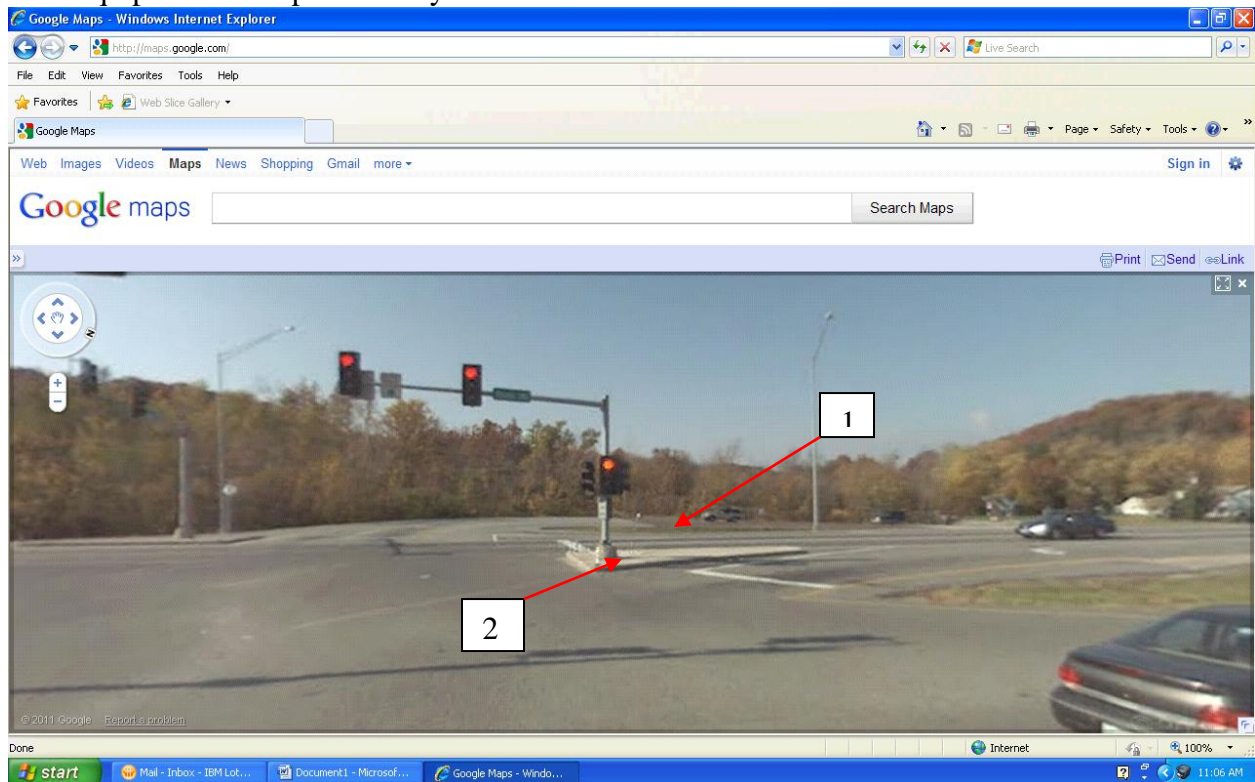 Google Maps - Windows Internet Explorer
http://maps.google.com/
Live Search
File Edit View Favorites Tools Help
Favorites Web Slice Gallery
Google Maps
Page Safety Tools
Web Images Videos Maps News Shopping Gmail more
Sign in
Google maps
Search Maps
Print Send Link
N
1
2
© 2011 Google Report a problem
Done
Internet
100%
start
Mail - Inbox - IBM Lot...
Document1 - Microsof...
Google Maps - Windo...
11:06 AM